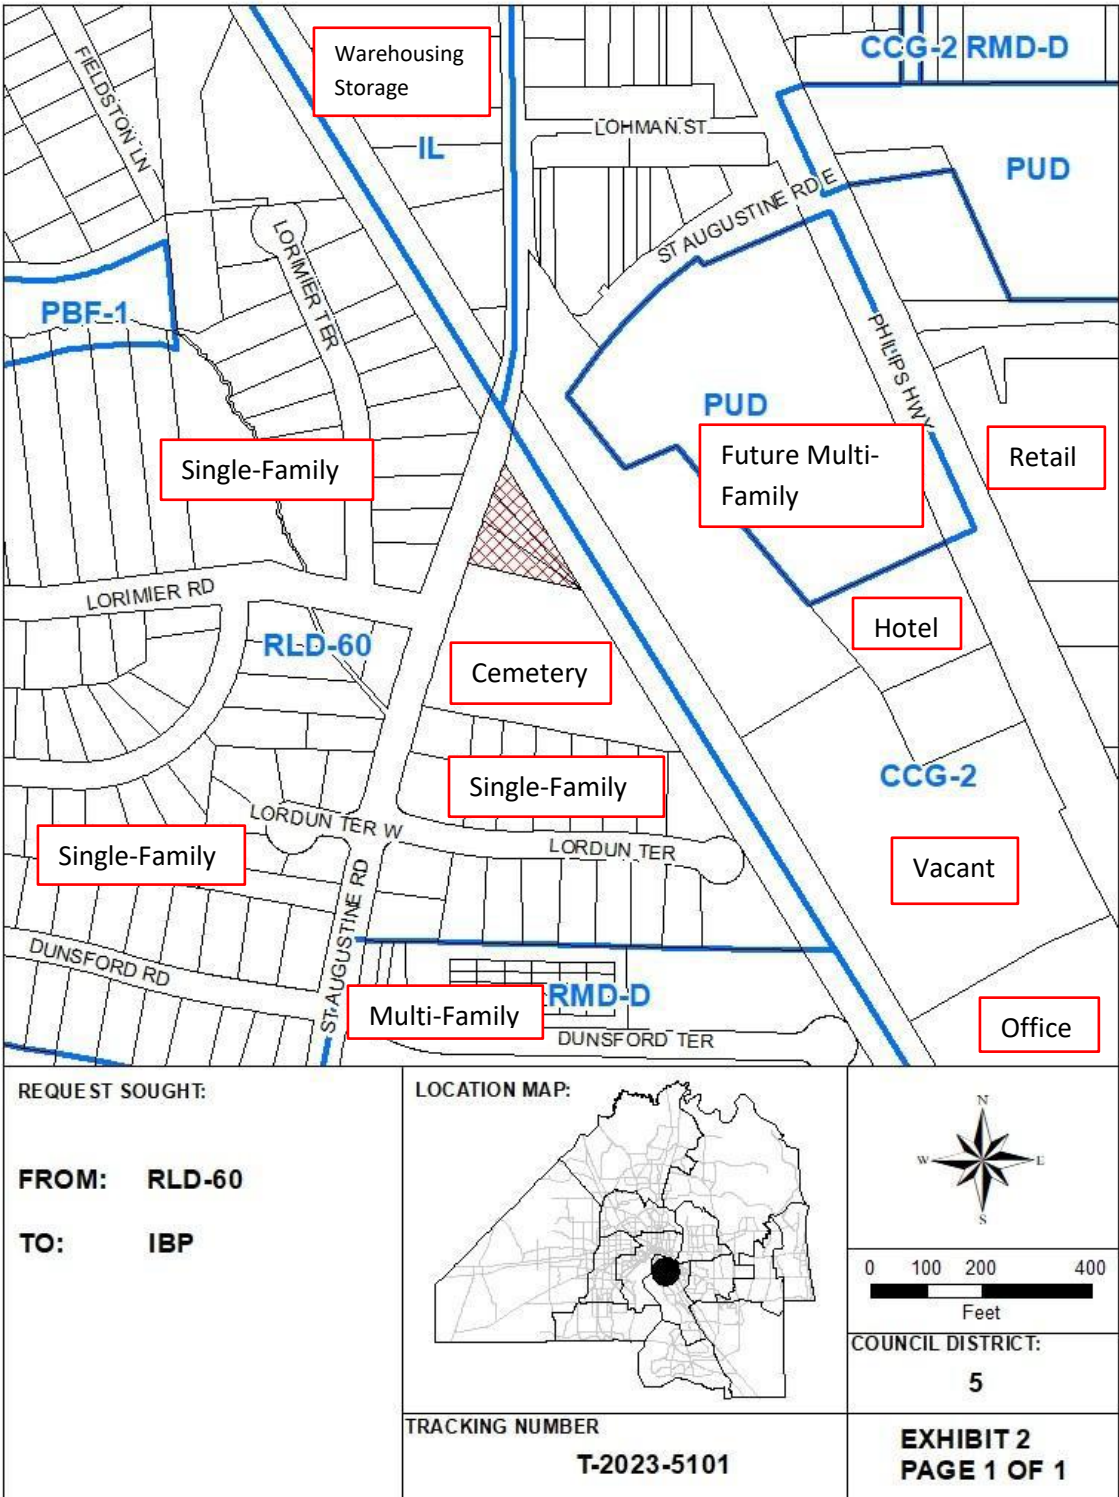 Warehousing
Storage
CCG-2 RMD-D
FIELDSTON LN
LOHMAN ST
IL
PUD
ST AUGUSTINE RD E
LORIMIER TER
PBF-1
PHILIPS HWY
PUD
Single-Family
Future Multi-
Family
Retail
LORIMIER RD
RLD-60
Hotel
Cemetery
CCG-2
Single-Family
LORDUN TER W
LORDUN TER
Single-Family
Vacant
ST AUGUSTINE RD
DUNSFORD RD
RMD-D
Multi-Family
DUNSFORD TER
Office
REQUEST SOUGHT:
FROM: RLD-60
TO: IBP
LOCATION MAP:
N
W E
S
0 100 200 400
Feet
COUNCIL DISTRICT:
5
TRACKING NUMBER
T-2023-5101
EXHIBIT 2
PAGE 1 OF 1